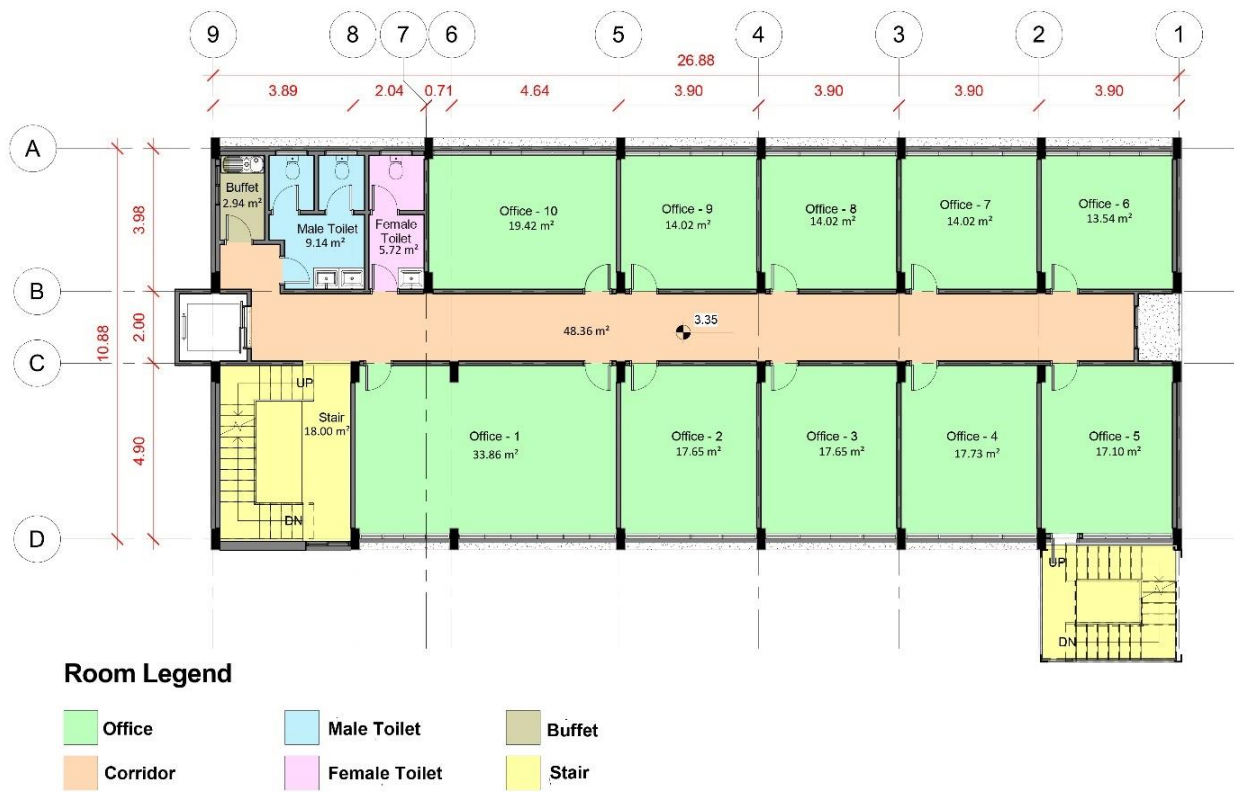 9 8 7 6 5 4 3 2 1
26.88
3.89 2.04 0.71 4.64 3.90 3.90 3.90 3.90
A
B
C
D
10.88
3.98
2.00
4.90
Buffet
2.94 m²
Male Toilet
9.14 m²
Female
Toilet
5.72 m²
Office - 10
19.42 m²
Office - 9
14.02 m²
Office - 8
14.02 m²
Office - 7
14.02 m²
Office - 6
13.54 m²
48.36 m²
3.35
UP
Stair
18.00 m²
DN
Office - 1
33.86 m²
Office - 2
17.65 m²
Office - 3
17.65 m²
Office - 4
17.73 m²
Office - 5
17.10 m²
UP
DN
Room Legend
Office
Male Toilet
Buffet
Corridor
Female Toilet
Stair